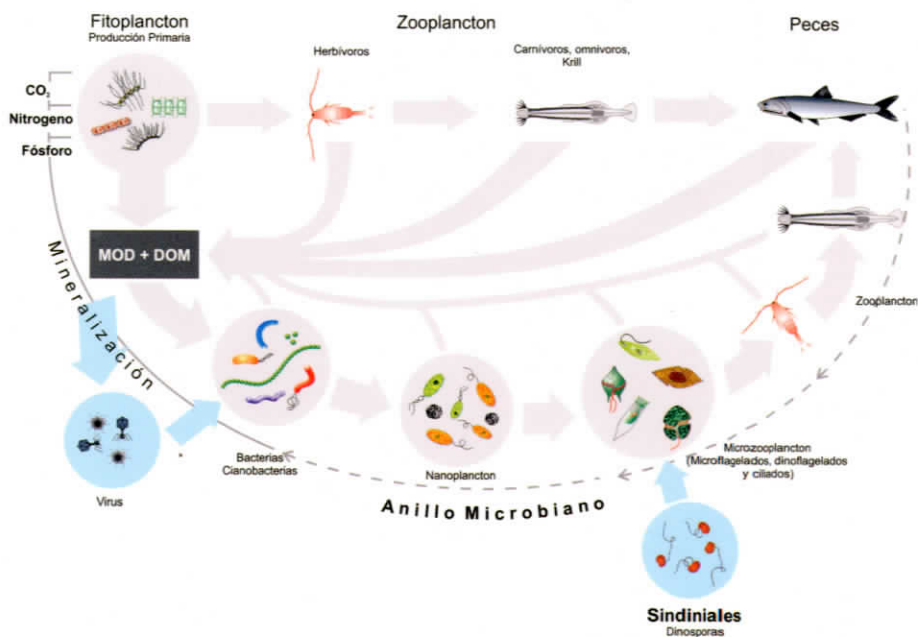 Fitoplancton
Producción Primaria
Zooplancton
Peces
Herbívoros
Carnívoros, omnivoros,
Krill
CO2
Nitrogeno
Fósforo
MOD + DOM
Mineralización
Zooplancton
Virus
Bacterias
Cianobacterias
Nanoplancton
Microzooplancton
(Microflagelados, dinoflagelados
y ciliados)
Anillo Microbiano
Sindiniales
Dinosporas